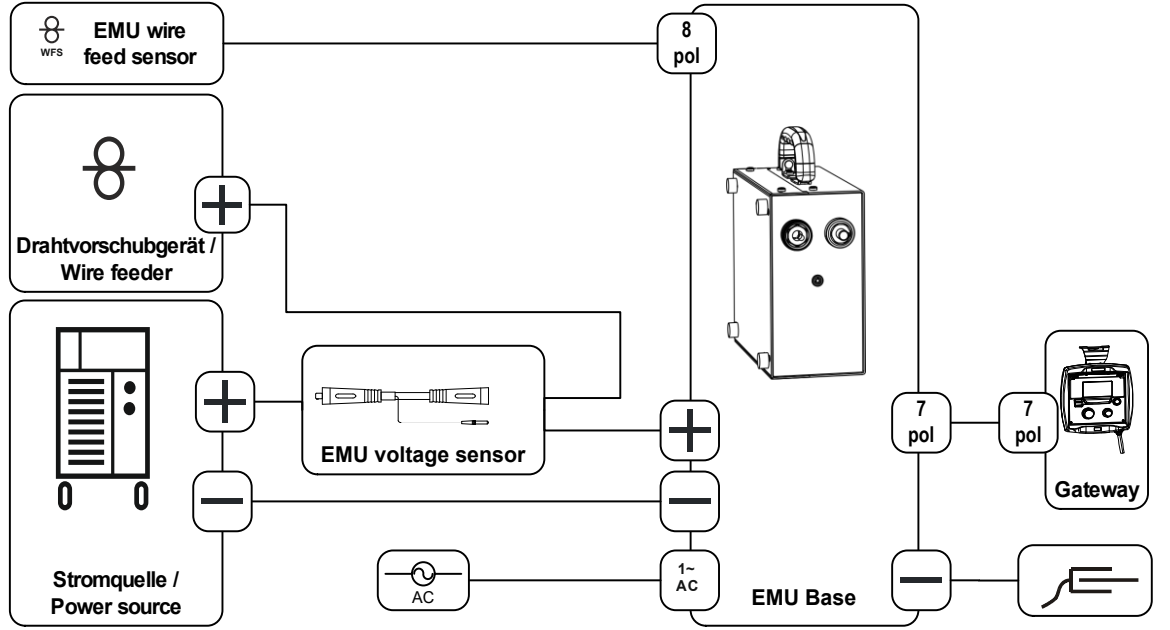 WFS
EMU wire
feed sensor
8
pol
Drahtvorschubgerät /
Wire feeder
EMU voltage sensor
7
pol
7
pol
Gateway
Stromquelle /
Power source
AC
1~
AC
EMU Base